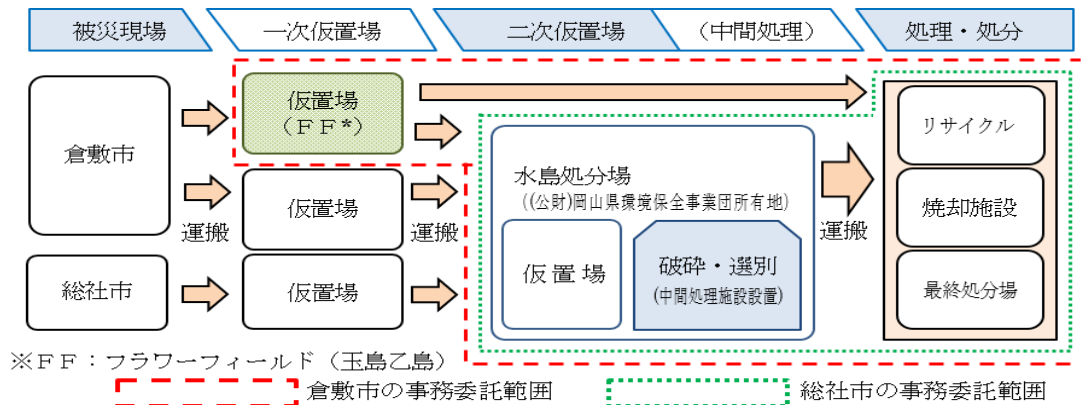 被災現場
一次仮置場
二次仮置場
(中間処理)
処理・処分
倉敷市
総社市
運搬
仮置場
(ＦＦ*)
仮置場
仮置場
運搬
水島処分場
((公財)岡山県環境保全事業団所有地)
仮置場
破砕・選別
(中間処理施設設置)
運搬
リサイクル
焼却施設
最終処分場
※ＦＦ：フラワーフィールド（玉島乙島）
倉敷市の事務委託範囲
総社市の事務委託範囲